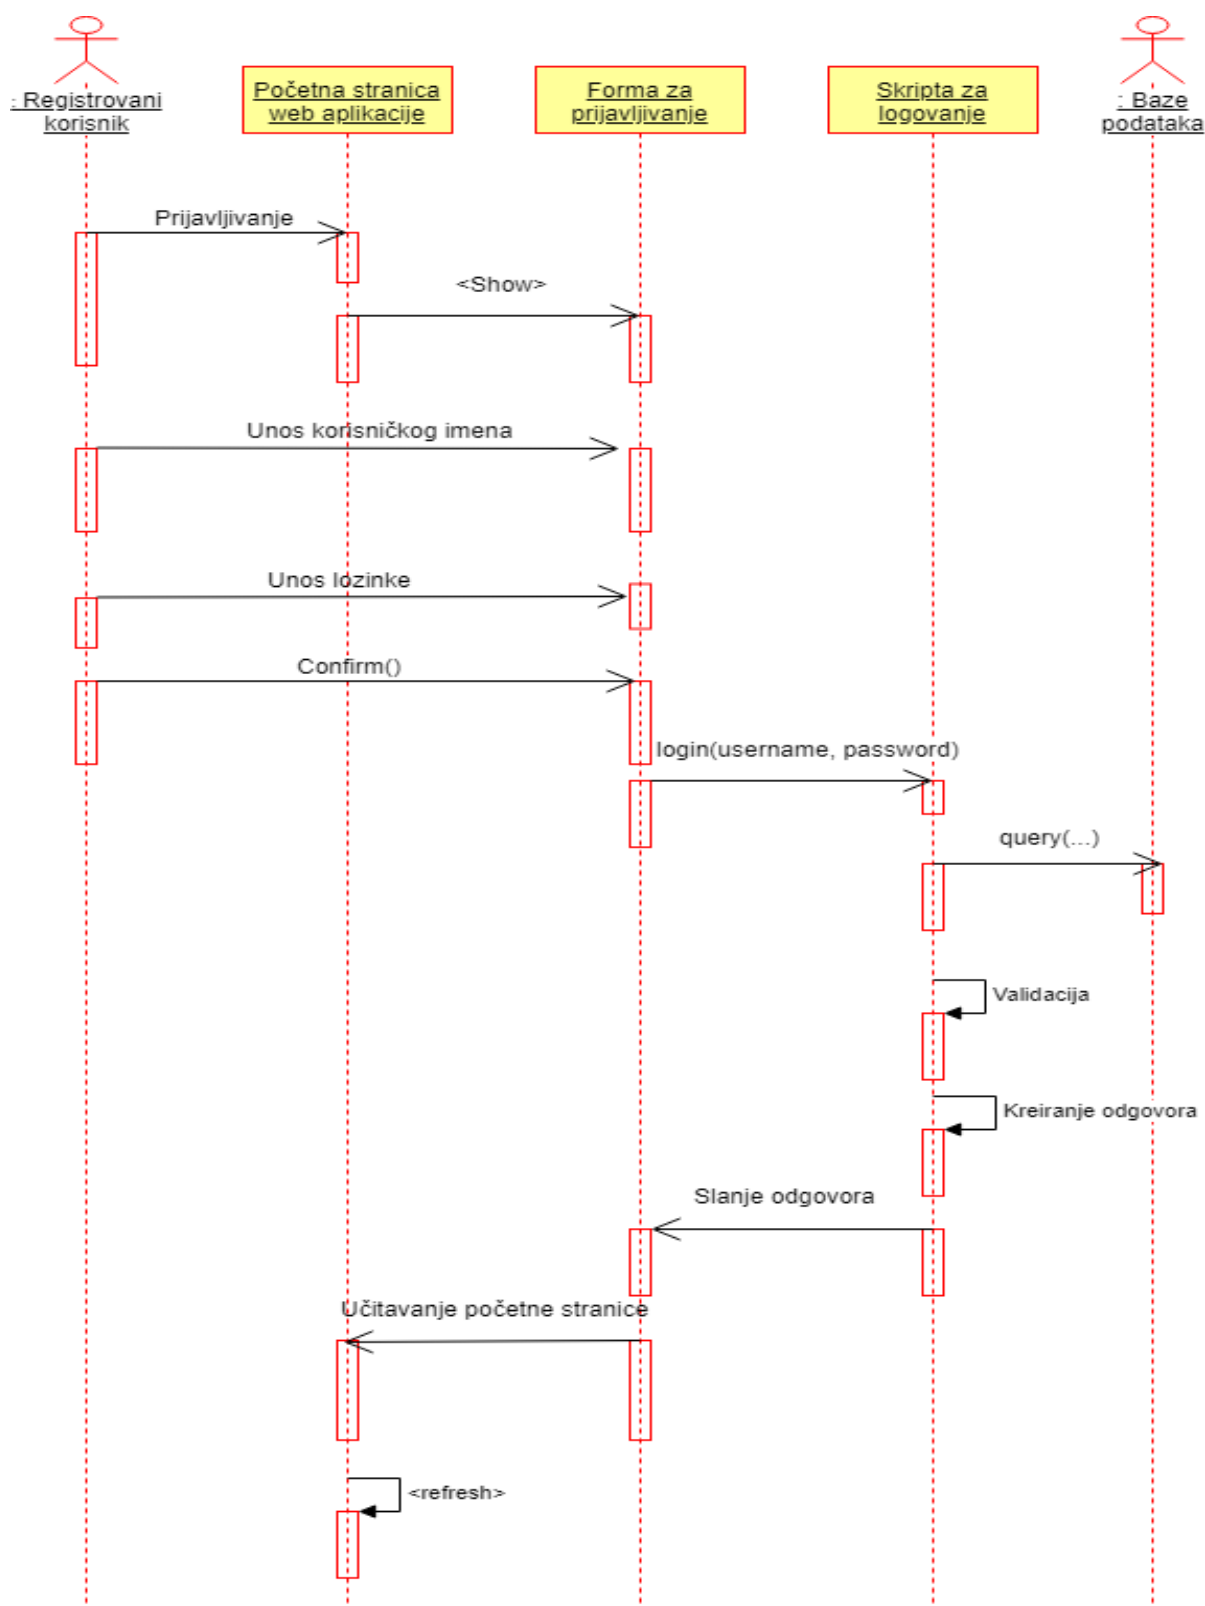 : Registrovani
korisnik
Početna stranica
web aplikacije
Forma za
prijavljivanje
Skripta za
logovanje
: Baze
podataka
Prijavljivanje
<Show>
Unos korisničkog imena
Unos lozinke
Confirm()
login(username, password)
query(...)
Validacija
Kreiranje odgovora
Slanje odgovora
Učitavanje početne stranice
<refresh>